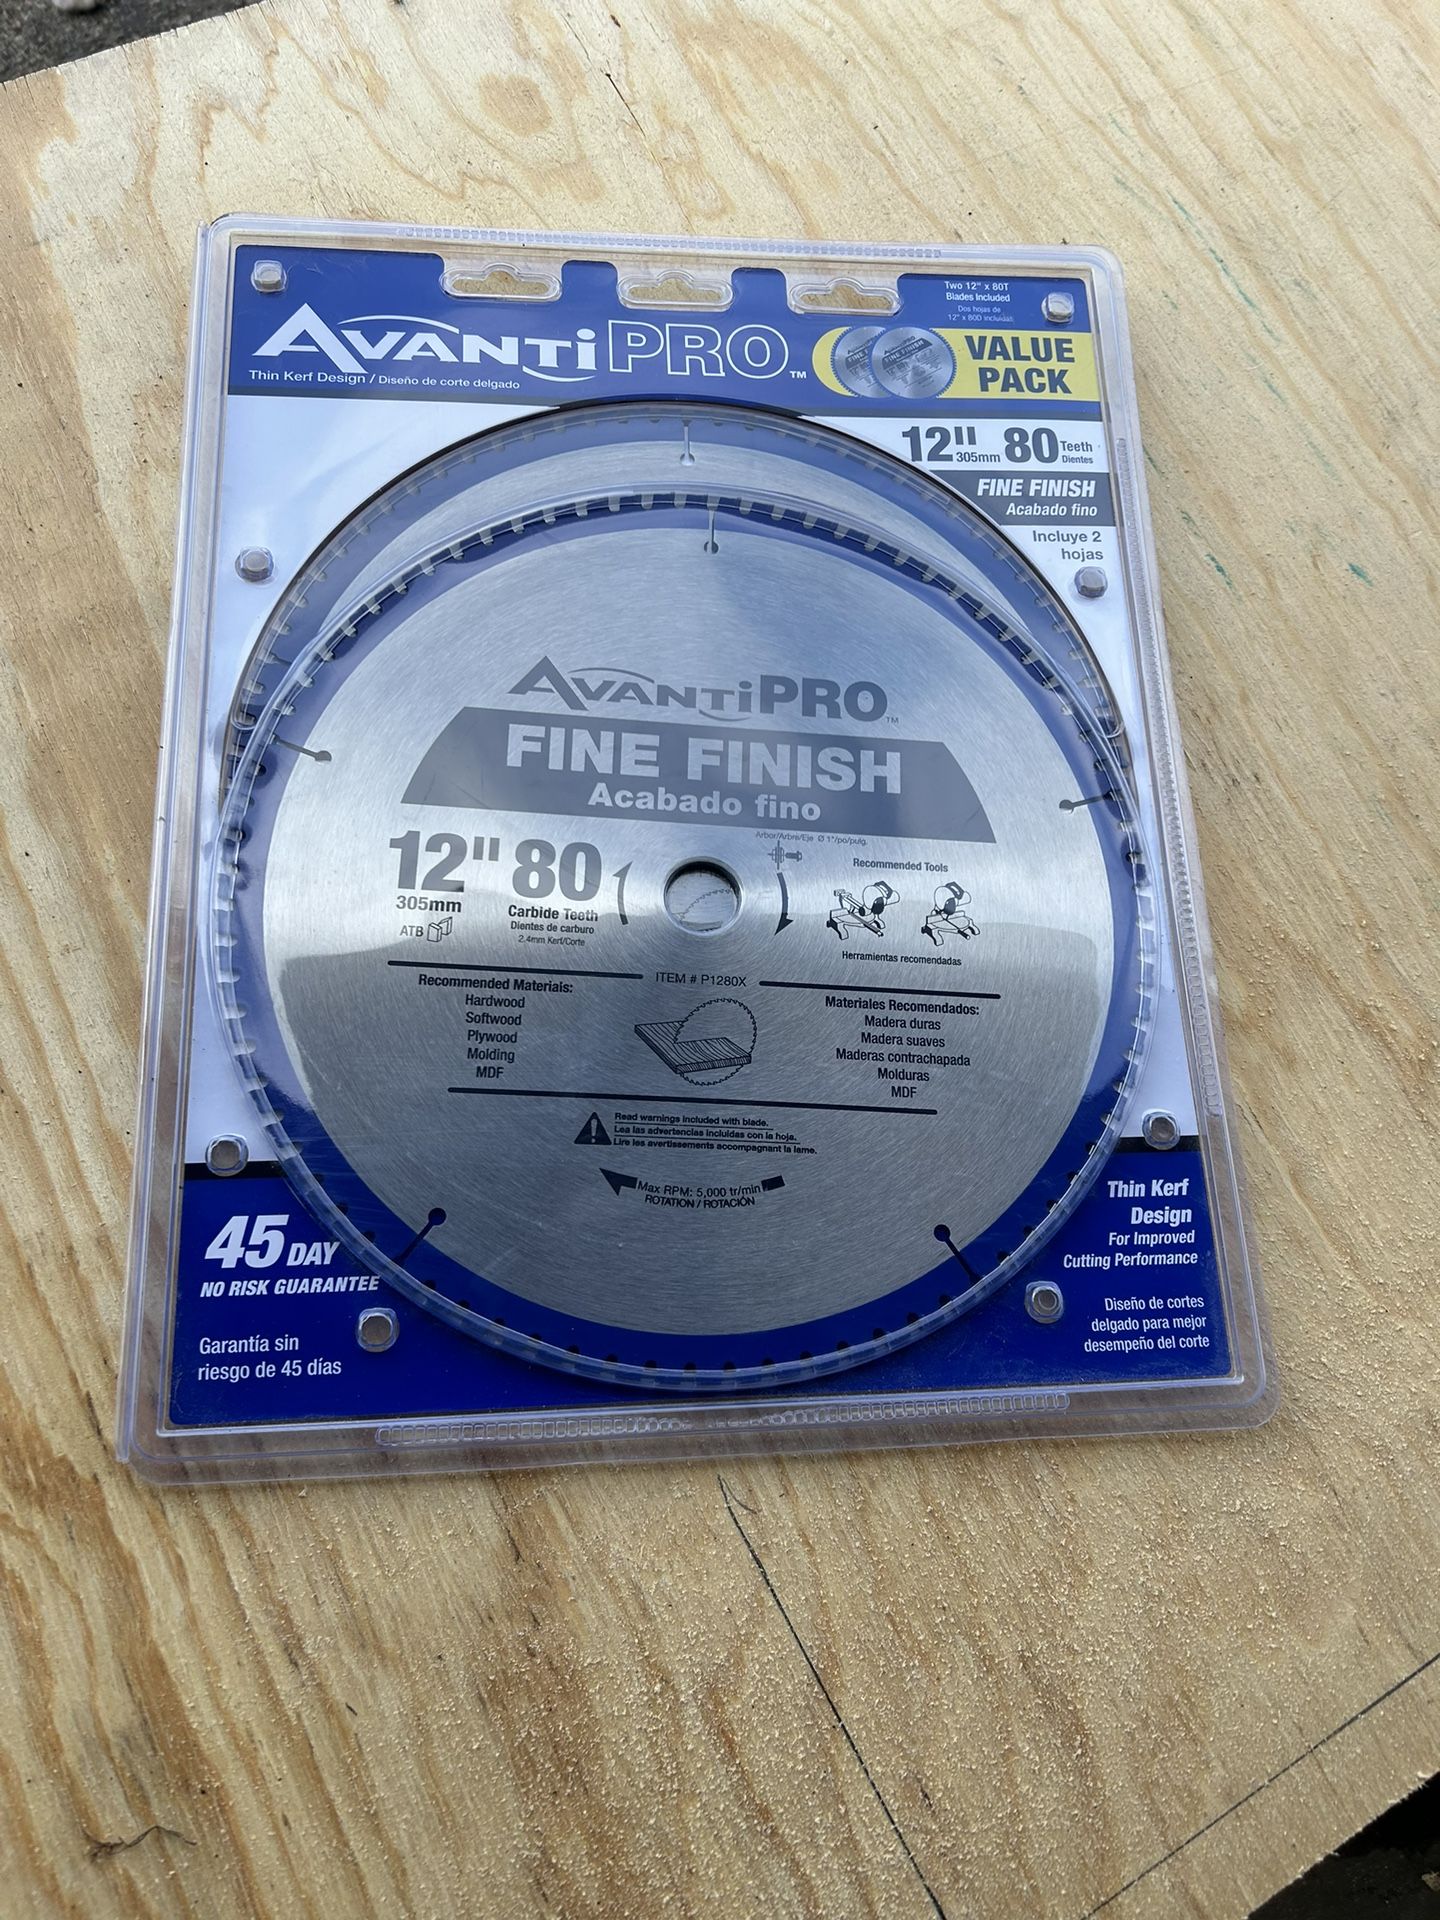 AVANTI PRO™
Thin Kerf Design / Diseño de corte delgado
Two 12" x 80T
Blades Included
Dos hojas de
12" x 80D incluidas
VALUE
PACK
12" 305mm 80 Teeth
Dientes
FINE FINISH
Acabado fino
Incluye 2
hojas
AVANTI PRO™
FINE FINISH
Acabado fino
12" 80
305mm
ATB
Carbide Teeth
Dientes de carburo
2.4mm Kerf/Corte
Arbor/Arbre/Eje Ø 1"/po/pulg.
Recommended Tools
Herramientas recomendadas
ITEM # P1280X
Recommended Materials:
Hardwood
Softwood
Plywood
Molding
MDF
Materiales Recomendados:
Madera duras
Madera suaves
Maderas contrachapada
Molduras
MDF
Read warnings included with blade.
Lea las advertencias incluidas con la hoja.
Lire les avertissements accompagnant la lame.
Max RPM: 5,000 tr/min
ROTATION / ROTACIÓN
45 DAY
NO RISK GUARANTEE
Garantía sin
riesgo de 45 días
Thin Kerf
Design
For Improved
Cutting Performance
Diseño de cortes
delgado para mejor
desempeño del corte